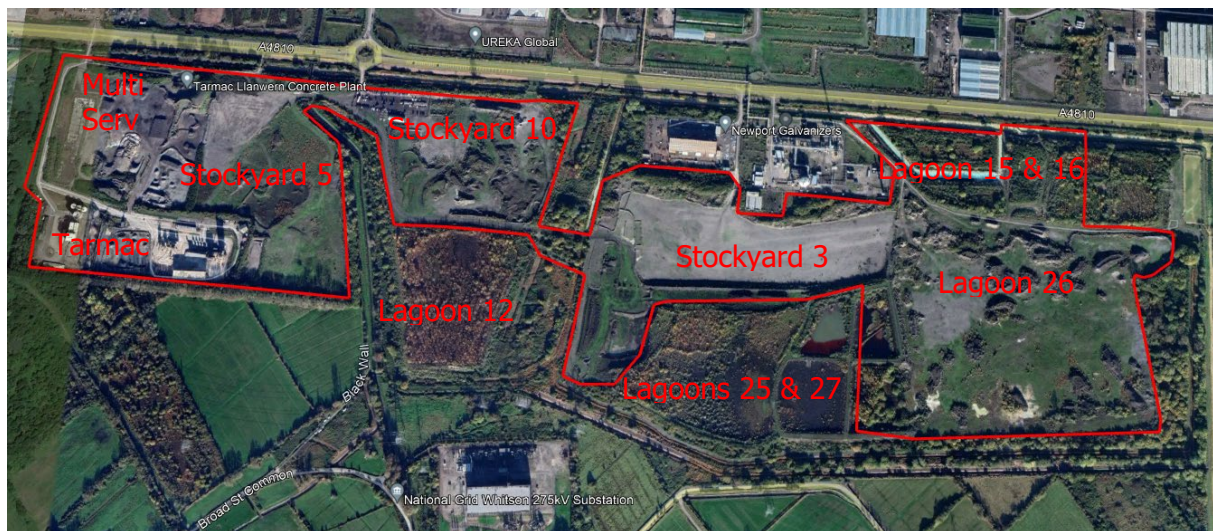 A4810
UREKA Global
Multi
Serv
Tarmac Llanwern Concrete Plant
Stockyard 10
Newport Galvanizers
A4810
Stockyard 5
Lagoon 15 & 16
Tarmac
Stockyard 3
Lagoon 26
Lagoon 12
Black Wall
Lagoons 25 & 27
Broad St Common
National Grid Whitson 275kV Substation